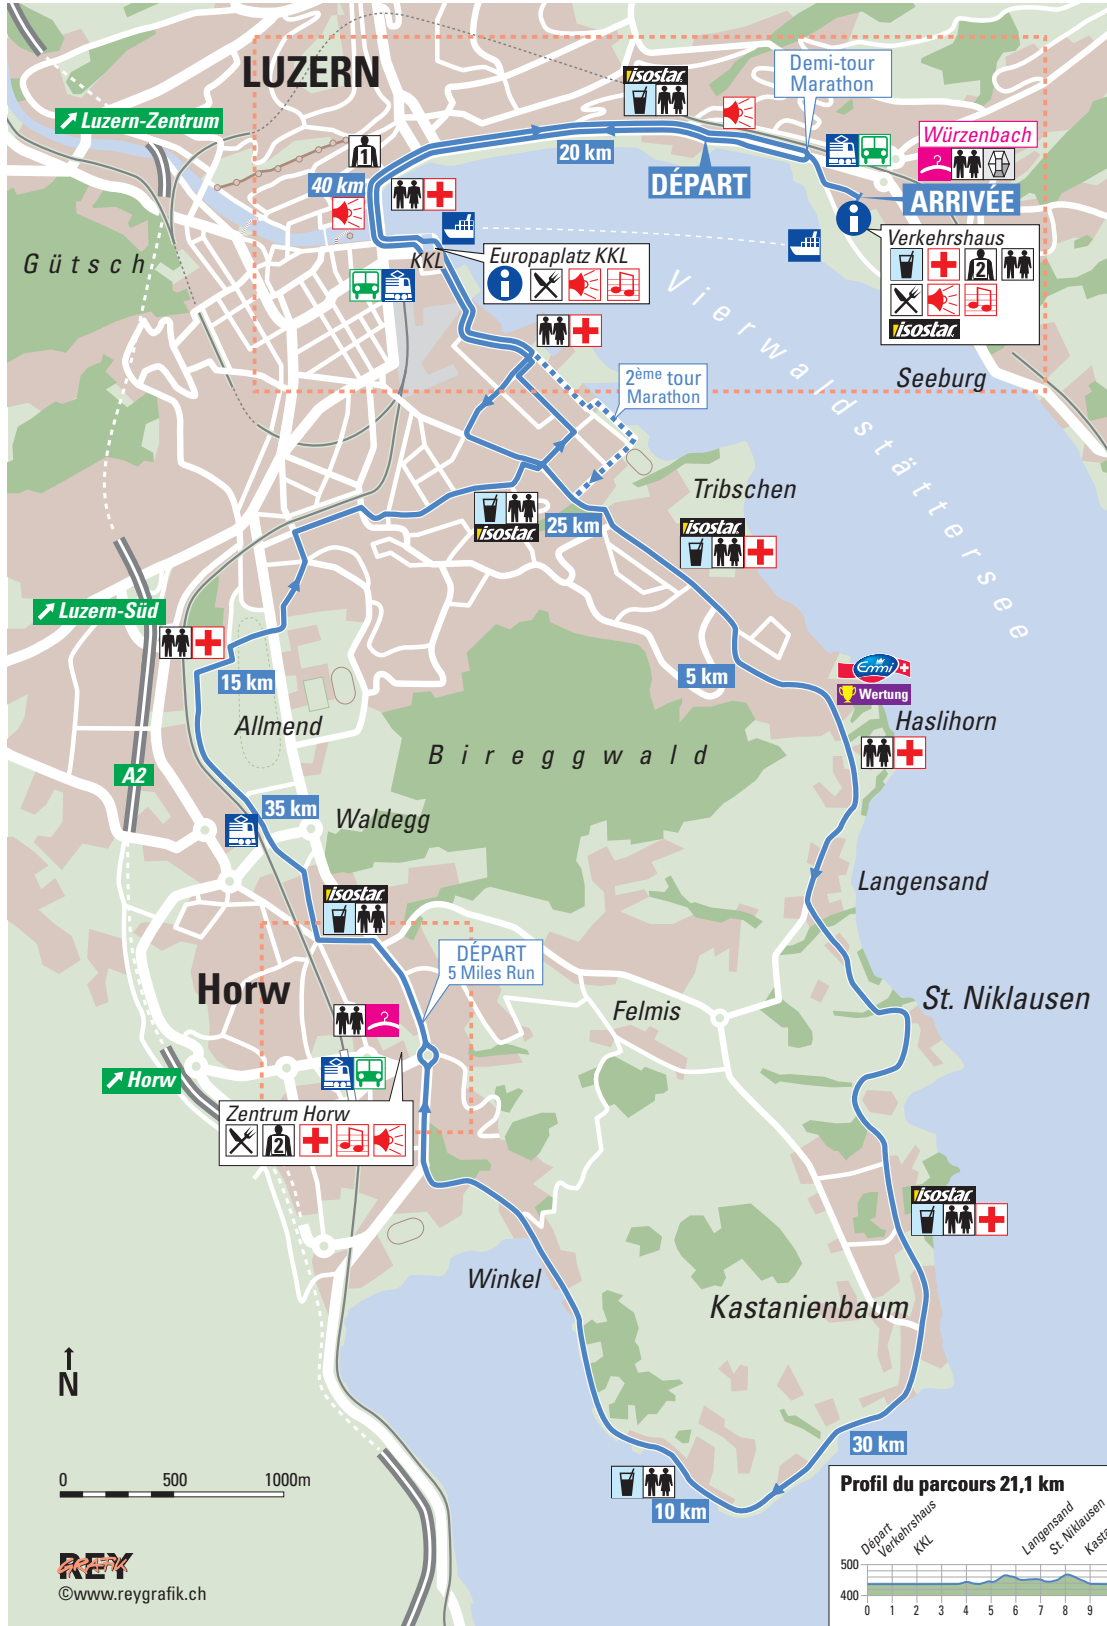 LUZERN
Luzern-Zentrum
1
40 km
20 km
isostar.
Demi-tour
Marathon
DÉPART
Würzenbach
ARRIVÉE
i
Verkehrshaus
2
isostar.
Gütsch
KKL
Europaplatz KKL
i
Vierwaldstättersee
Seeburg
2ème tour
Marathon
Tribschen
isostar.
25 km
isostar.
Luzern-Süd
15 km
5 km
Emmi
Wertung
Haslihorn
Allmend
Bireggwald
A2
35 km
Waldegg
Langensand
isostar.
DÉPART
5 Miles Run
Horw
Felmis
St. Niklausen
Horw
Zentrum Horw
2
isostar.
Winkel
Kastanienbaum
N
30 km
10 km
0 500 1000m
REY
GRAFIK
©www.reygrafik.ch
Profil du parcours 21,1 km
Départ
Verkehrshaus
KKL
Langensand
St. Niklausen
Kasta
500
400
0 1 2 3 4 5 6 7 8 9